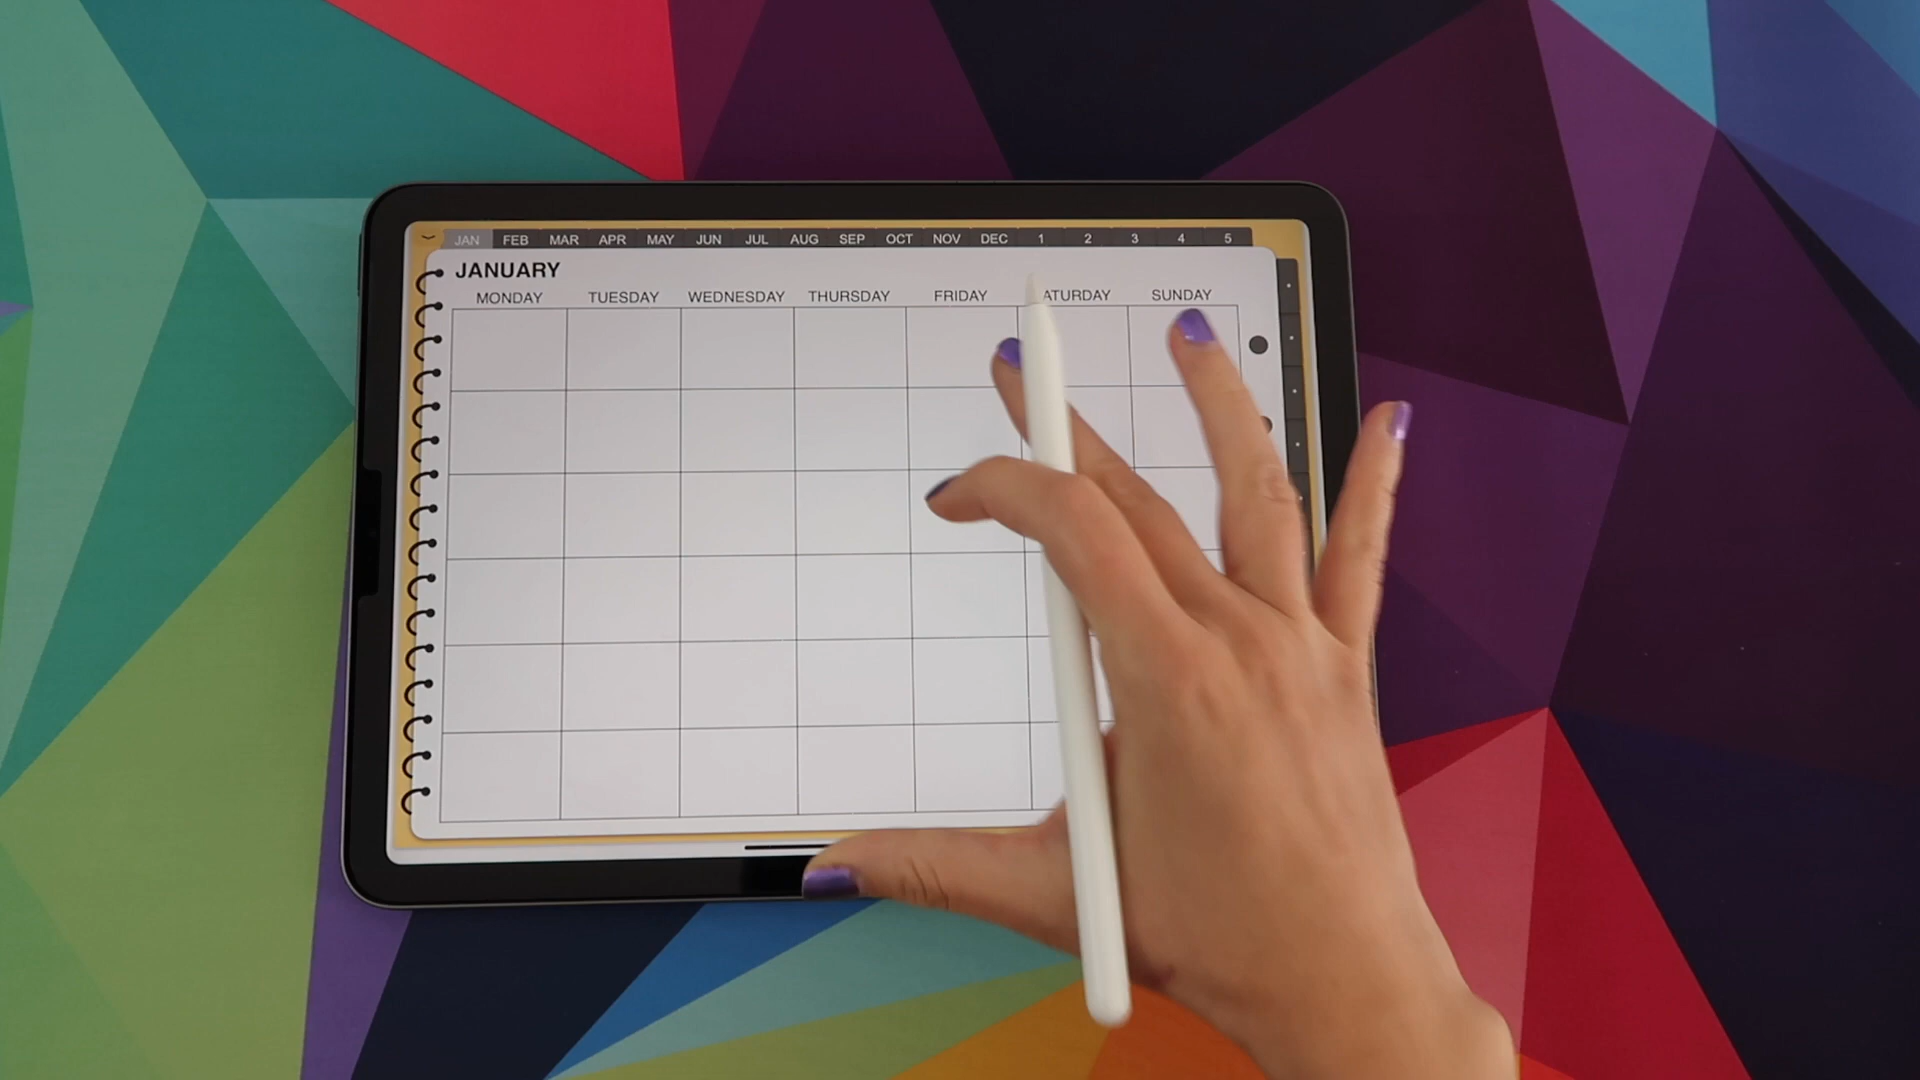 JAN FEB MAR APR MAY JUN JUL AUG SEP OCT NOV DEC 1 2 3 4 5
JANUARY
MONDAY TUESDAY WEDNESDAY THURSDAY FRIDAY ATURDAY SUNDAY